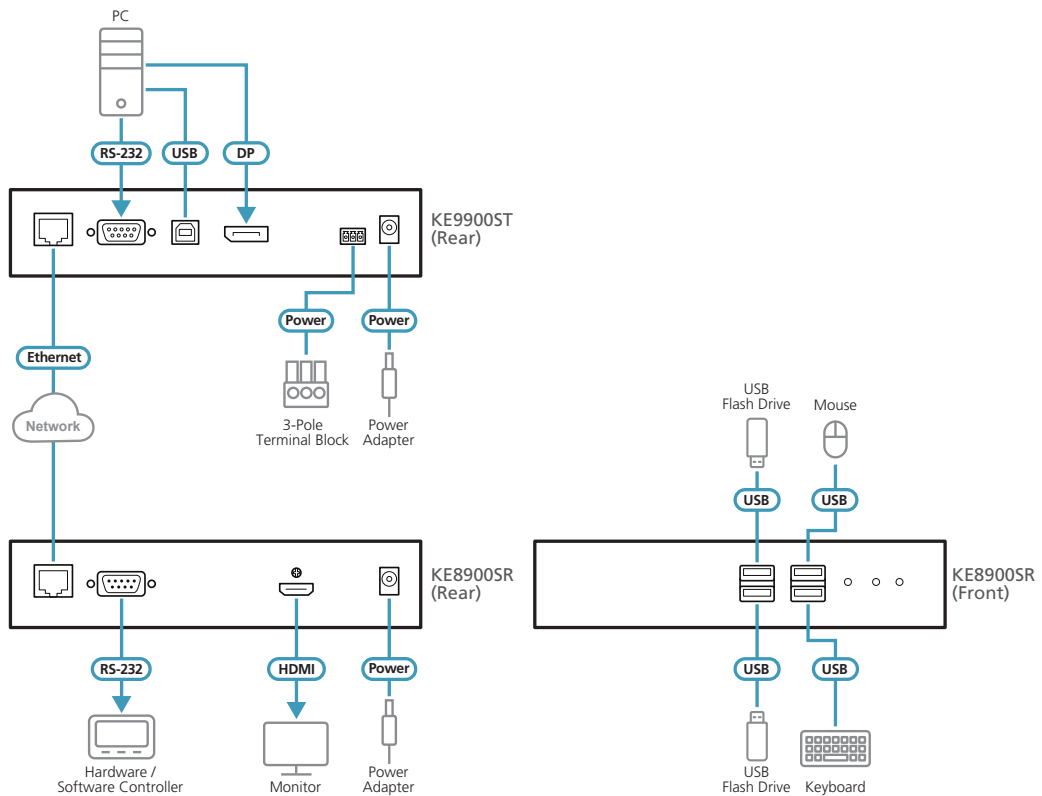 PC
RS-232
USB
DP
KE9900ST
(Rear)
Power
Power
Ethernet
3-Pole
Terminal Block
Power
Adapter
Network
USB
Flash Drive
Mouse
USB
USB
KE8900SR
(Rear)
KE8900SR
(Front)
RS-232
HDMI
Power
USB
USB
Hardware /
Software Controller
Monitor
Power
Adapter
USB
Flash Drive
Keyboard